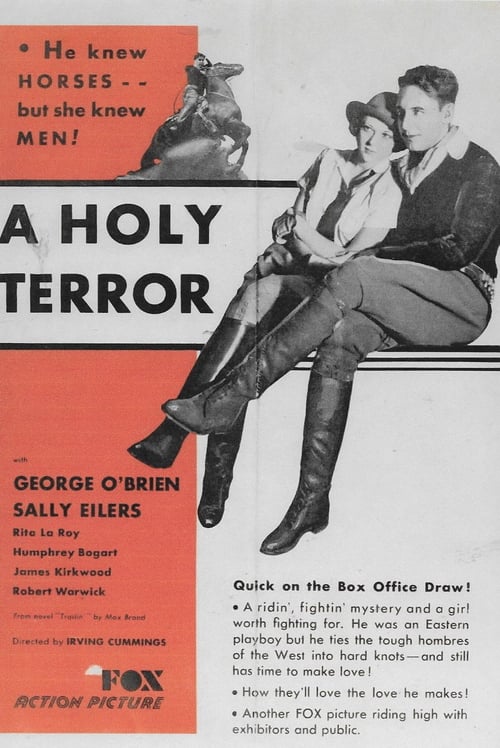 • He knew
HORSES - -
but she knew
MEN!
A HOLY
TERROR
with
GEORGE O'BRIEN
SALLY EILERS
Rita La Roy
Humphrey Bogart
James Kirkwood
Robert Warwick
From novel "Trailin'" by Max Brand
Directed by IRVING CUMMINGS
FOX
ACTION PICTURE
Quick on the Box Office Draw!
• A ridin', fightin' mystery and a girl
worth fighting for. He was an Eastern
playboy but he ties the tough hombres
of the West into hard knots—and still
has time to make love!
• How they'll love the love he makes!
• Another FOX picture riding high with
exhibitors and public.